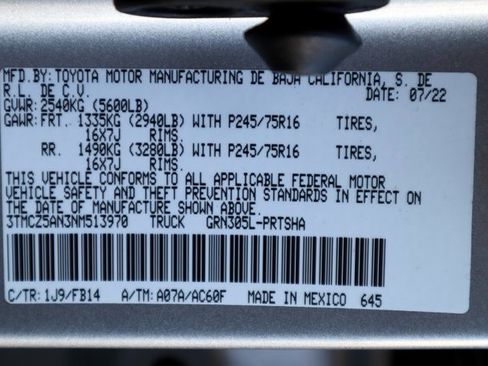 MFD.BY:TOYOTA MOTOR MANUFACTURING DE BAJA CALIFORNIA, S. DE
R.L. DE C.V. DATE: 07/22
GVWR:2540KG (5600LB)
GAWR:FRT. 1335KG (2940LB) WITH P245/75R16 TIRES,
16X7J RIMS.
RR. 1490KG (3280LB) WITH P245/75R16 TIRES,
16X7J RIMS.
THIS VEHICLE CONFORMS TO ALL APPLICABLE FEDERAL MOTOR
VEHICLE SAFETY AND THEFT PREVENTION STANDARDS IN EFFECT ON
THE DATE OF MANUFACTURE SHOWN ABOVE.
3TMCZ5AN3NM513970 TRUCK GRN305L-PRTSHA
C/TR: 1J9/FB14 A/TM: A07A/AC60F MADE IN MEXICO 645